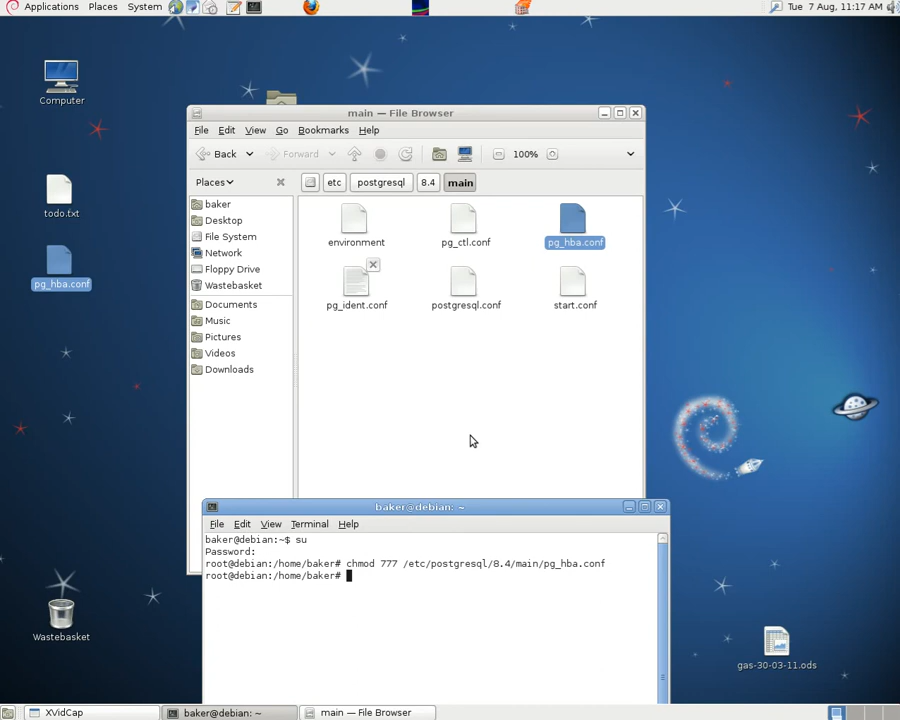 Applications Places System
Tue 7 Aug, 11:17 AM
Computer
todo.txt
pg_hba.conf
Wastebasket
gas-30-03-11.ods
main — File Browser
File Edit View Go Bookmarks Help
Back Forward 100%
Places etc postgresql 8.4 main
baker
Desktop
File System
Network
Floppy Drive
Wastebasket
Documents
Music
Pictures
Videos
Downloads
environment pg_ctl.conf pg_hba.conf
pg_ident.conf postgresql.conf start.conf
baker@debian: ~
File Edit View Terminal Help
baker@debian:~$ su
Password:
root@debian:/home/baker# chmod 777 /etc/postgresql/8.4/main/pg_hba.conf
root@debian:/home/baker#
XVidCap baker@debian: ~ main — File Browser